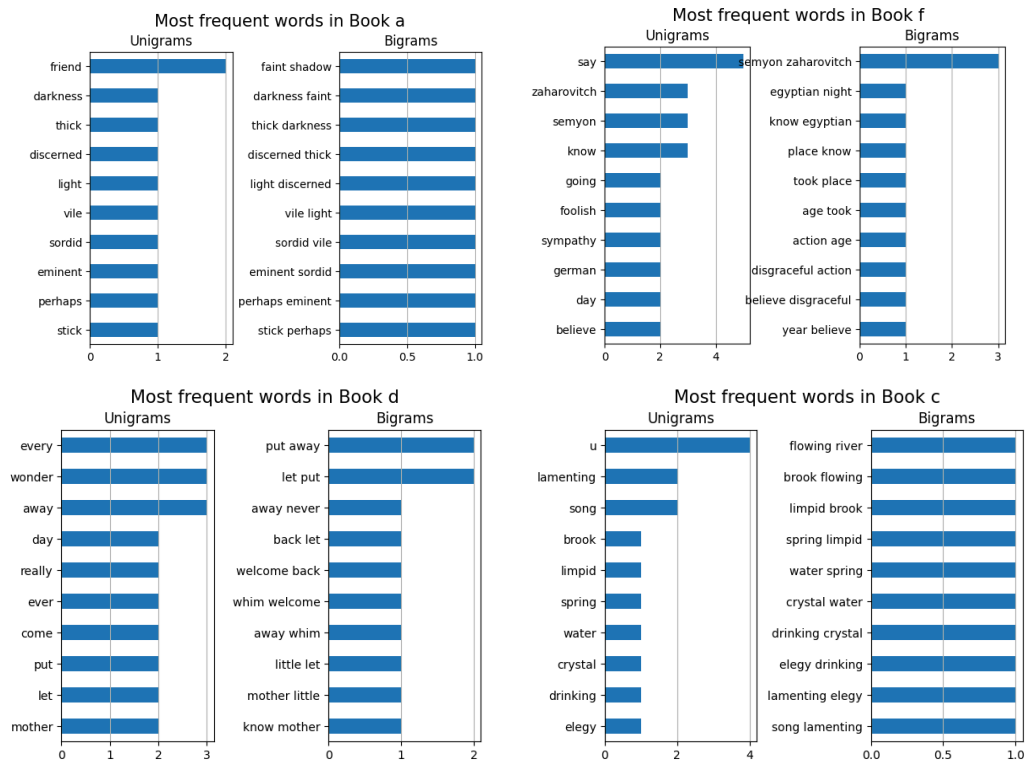 Most frequent words in Book a
Unigrams
friend
darkness
thick
discerned
light
vile
sordid
eminent
perhaps
stick
0 1 2
Bigrams
faint shadow
darkness faint
thick darkness
discerned thick
light discerned
vile light
sordid vile
eminent sordid
perhaps eminent
stick perhaps
0.0 0.5 1.0
Most frequent words in Book f
Unigrams
say
zaharovitch
semyon
know
going
foolish
sympathy
german
day
believe
0 2 4
Bigrams
semyon zaharovitch
egyptian night
know egyptian
place know
took place
age took
action age
disgraceful action
believe disgraceful
year believe
0 1 2 3
Most frequent words in Book d
Unigrams
every
wonder
away
day
really
ever
come
put
let
mother
0 1 2 3
Bigrams
put away
let put
away never
back let
welcome back
whim welcome
away whim
little let
mother little
know mother
0 1 2
Most frequent words in Book c
Unigrams
u
lamenting
song
brook
limpid
spring
water
crystal
drinking
elegy
0 2 4
Bigrams
flowing river
brook flowing
limpid brook
spring limpid
water spring
crystal water
drinking crystal
elegy drinking
lamenting elegy
song lamenting
0.0 0.5 1.0